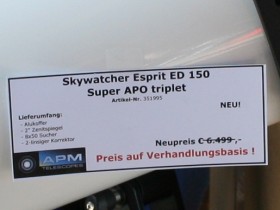 Skywatcher Esprit ED 150
Super APO triplet
Artikel-Nr: 351995
NEU!
Lieferumfang:
- Alukoffer
- 2" Zenitspiegel
- 8x50 Sucher
- 2-linsiger Korrektor
Neupreis € 6.499,-
APM
TELESCOPES
Preis auf Verhandlungsbasis !